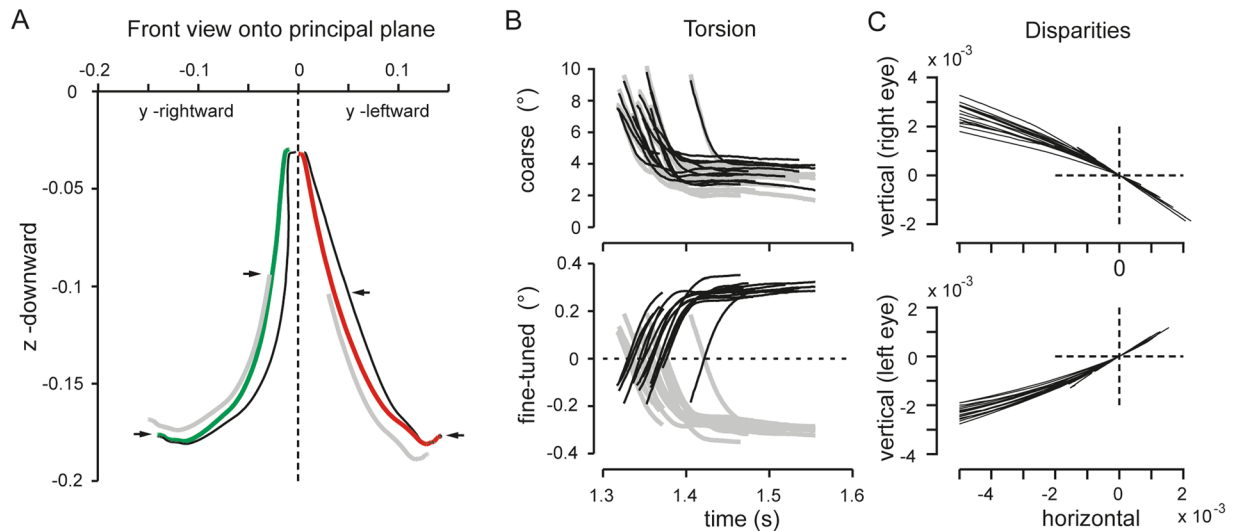 A
Front view onto principal plane
-0.2 -0.1 0 0.1
0
y -rightward
y -leftward
-0.05
-0.1
-0.15
-0.2
z -downward
B
Torsion
10
8
6
4
2
0
coarse (°)
0.4
0.2
0
-0.2
-0.4
fine-tuned (°)
1.3 1.4 1.5 1.6
time (s)
C
Disparities
x 10-3
4
2
0
-2
vertical (right eye)
0
x 10-3
2
0
-2
-4
vertical (left eye)
-4 -2 0 2
horizontal
x 10-3